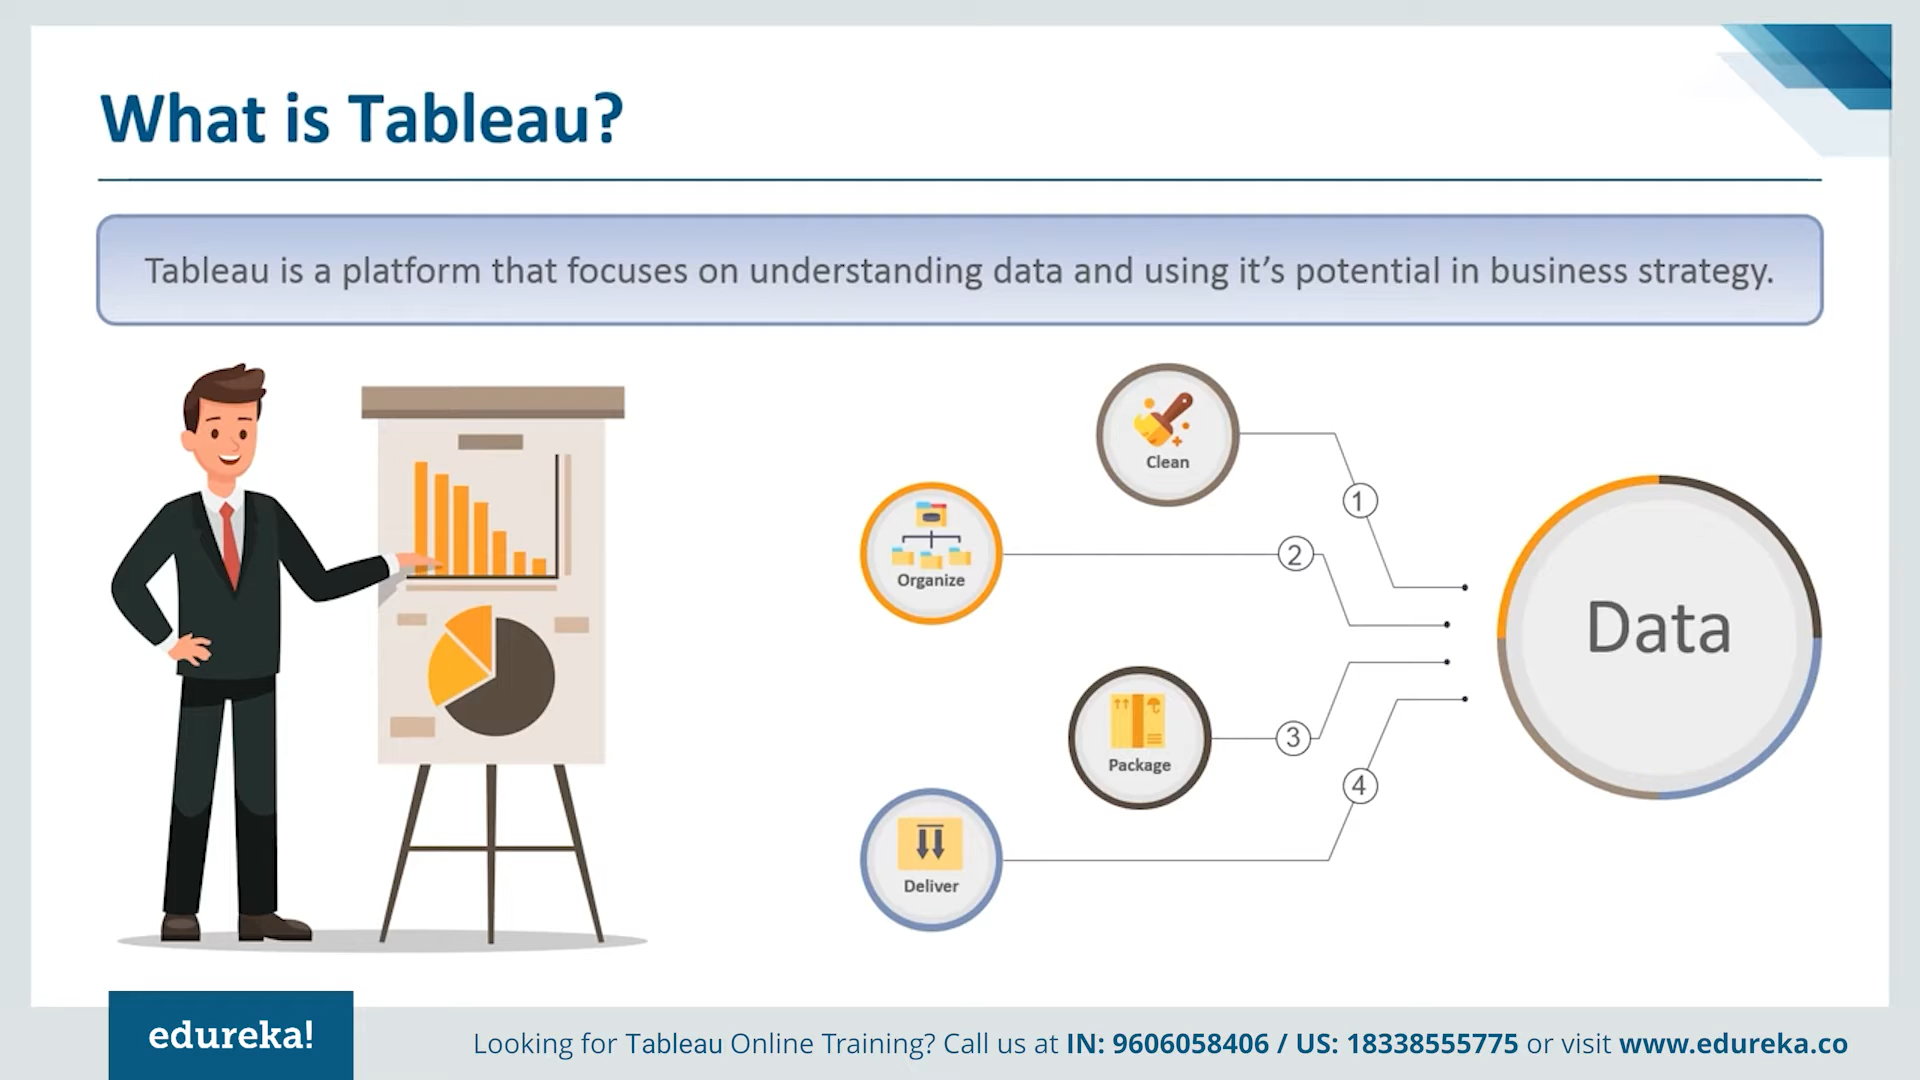 What is Tableau?
Tableau is a platform that focuses on understanding data and using it’s potential in business strategy.
Clean
1
Organize
2
Data
Package
3
4
Deliver
edureka!
Looking for Tableau Online Training? Call us at IN: 9606058406 / US: 18338555775 or visit www.edureka.co